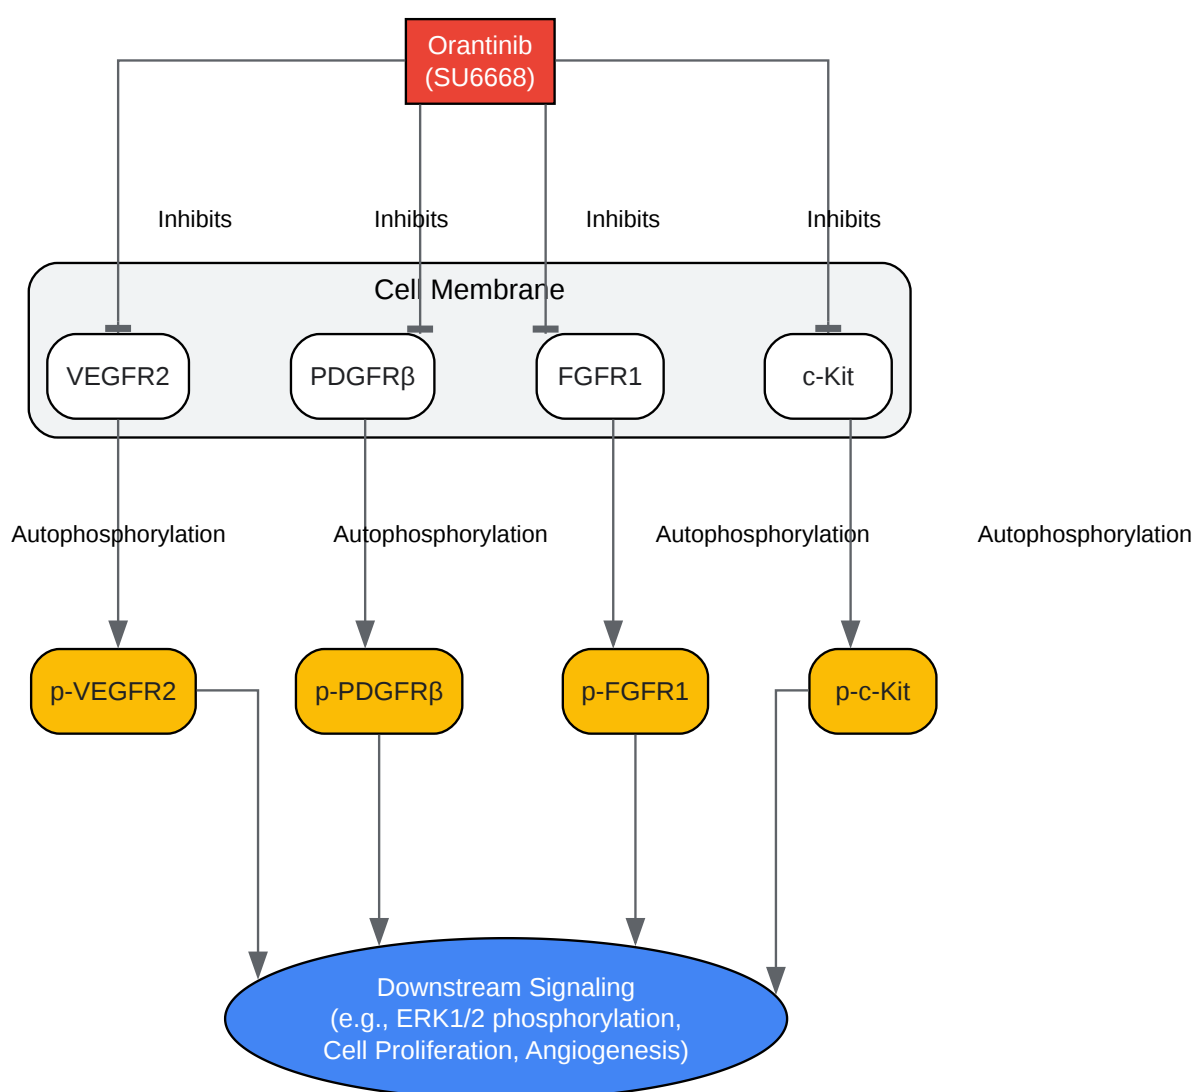 Orantinib
(SU6668)
Inhibits
Inhibits
Inhibits
Inhibits
Cell Membrane
VEGFR2
PDGFRβ
FGFR1
c-Kit
Autophosphorylation
Autophosphorylation
Autophosphorylation
Autophosphorylation
p-VEGFR2
p-PDGFRβ
p-FGFR1
p-c-Kit
Downstream Signaling
(e.g., ERK1/2 phosphorylation,
Cell Proliferation, Angiogenesis)